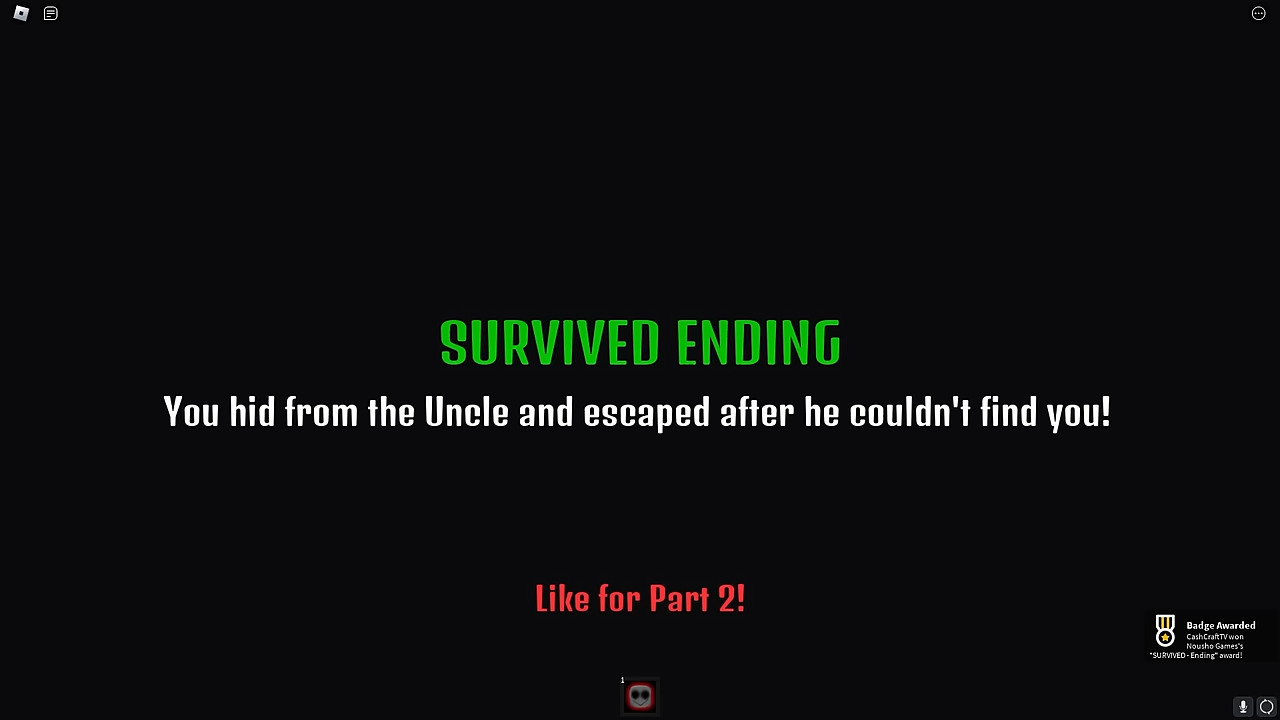 SURVIVED ENDING
You hid from the Uncle and escaped after he couldn't find you!
Like for Part 2!
Badge Awarded
CashCraftTV won
Nousho Games's
"SURVIVED - Ending" award!
1